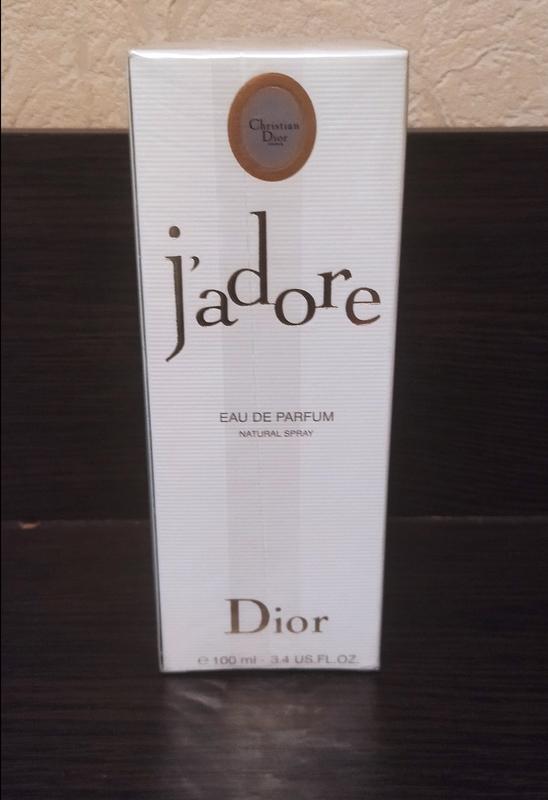 Christian
Dior
j'adore
EAU DE PARFUM
NATURAL SPRAY
Dior
℮ 100 ml - 3.4 US.FL.OZ.